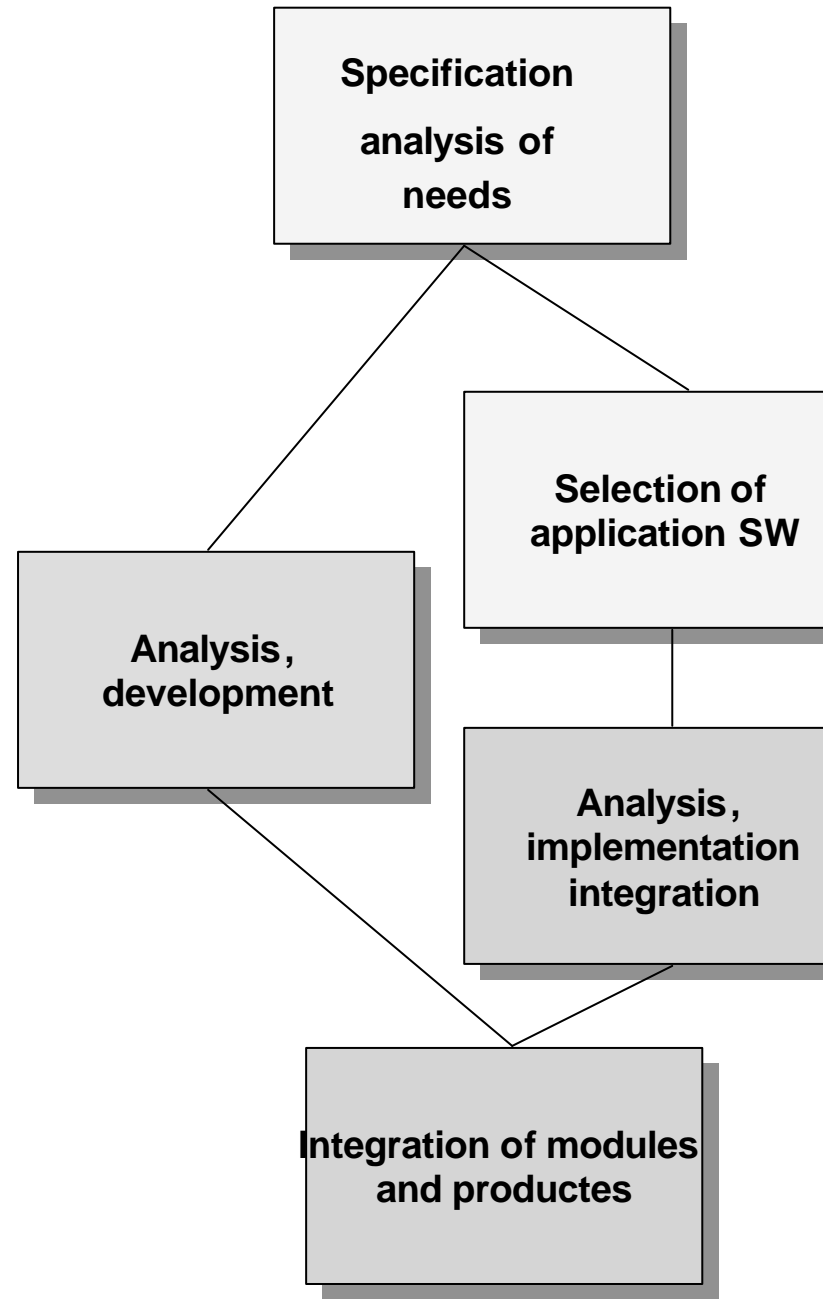 Specification
analysis of
needs
Selection of
application SW
Analysis,
development
Analysis,
implementation
integration
Integration of modules
and productes